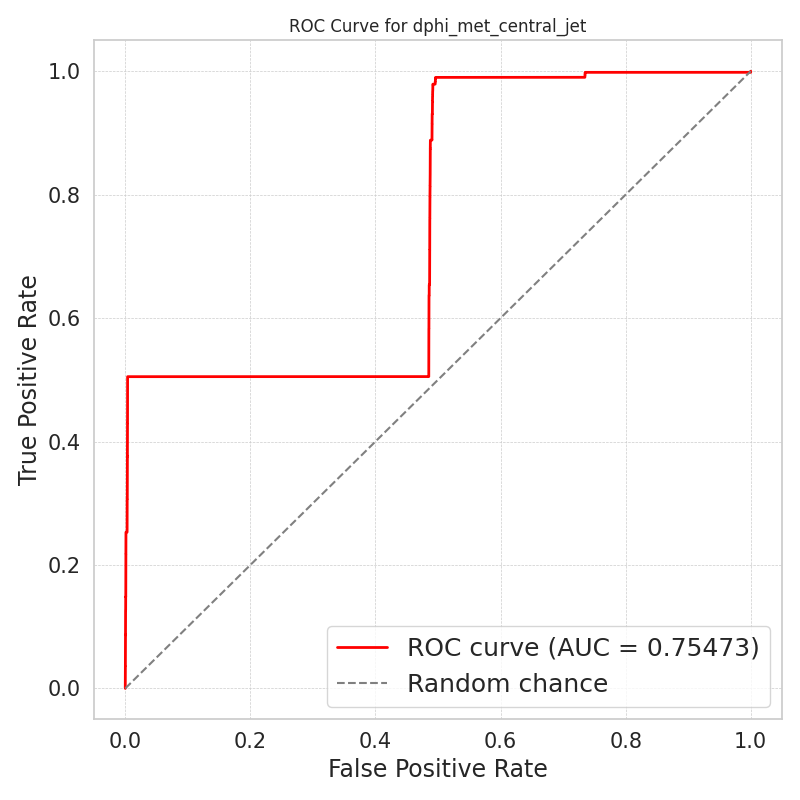 ROC Curve for dphi_met_central_jet
1.0
0.8
0.6
0.4
0.2
0.0
True Positive Rate
ROC curve (AUC = 0.75473)
Random chance
0.0 0.2 0.4 0.6 0.8 1.0
False Positive Rate